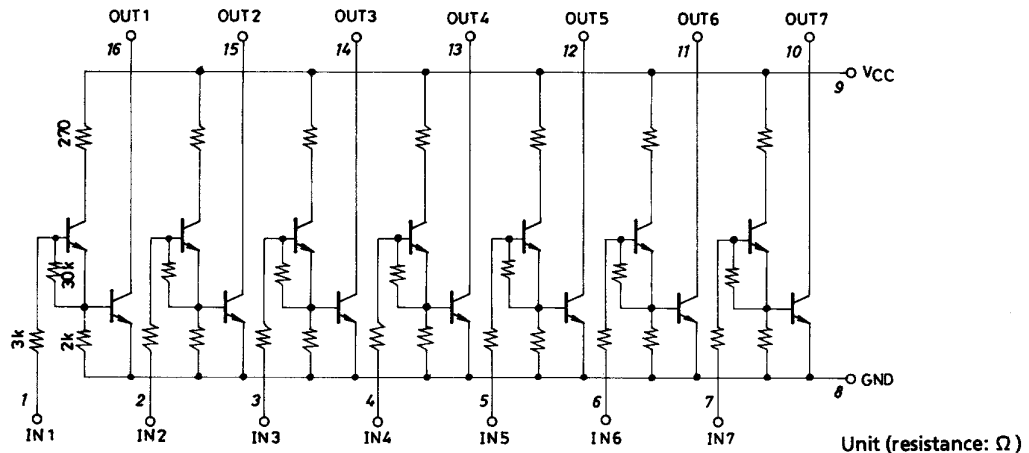 OUT1 OUT2 OUT3 OUT4 OUT5 OUT6 OUT7
16 15 14 13 12 11 10
9 VCC
270
30k
3k 2k
GND
8
1 2 3 4 5 6 7
IN1 IN2 IN3 IN4 IN5 IN6 IN7
Unit (resistance: Ω)